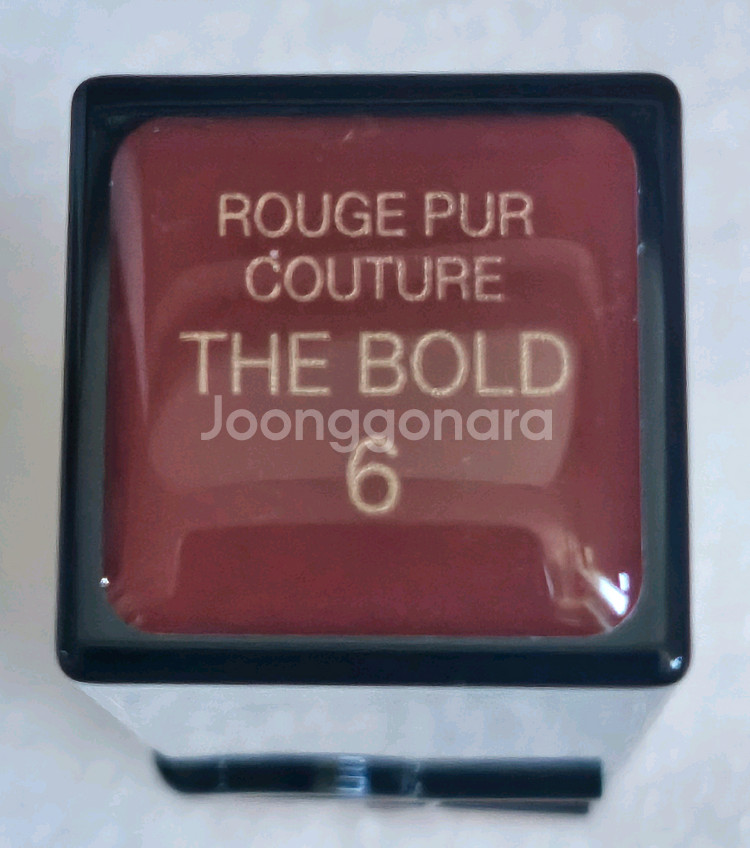 ROUGE PUR
COUTURE
THE BOLD
Joonggonara
6